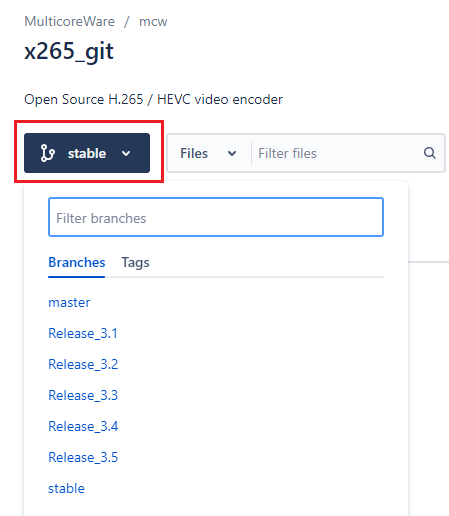 MulticoreWare / mcw
x265_git
Open Source H.265 / HEVC video encoder
stable Files Filter files
Filter branches
Branches Tags
master
Release_3.1
Release_3.2
Release_3.3
Release_3.4
Release_3.5
stable